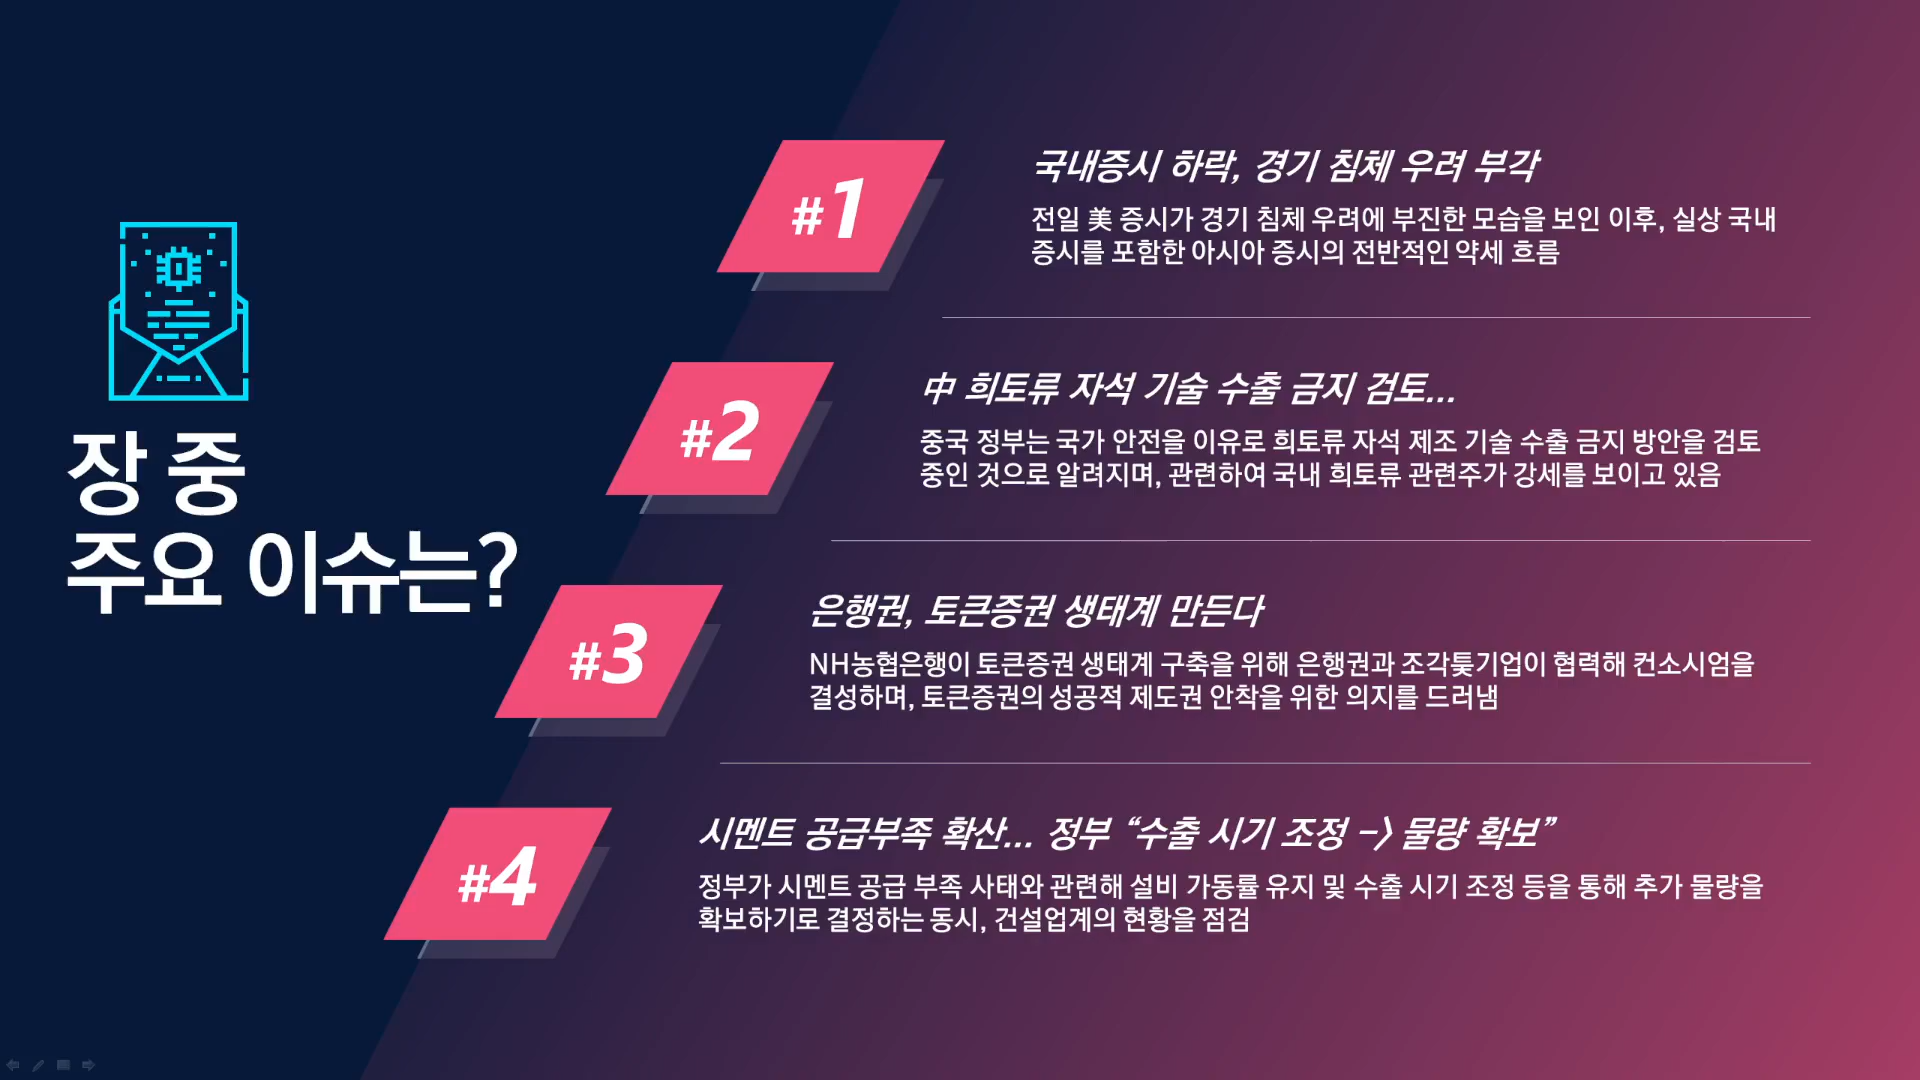 장 중
주요 이슈는?
#1
국내증시 하락, 경기 침체 우려 부각
전일 美 증시가 경기 침체 우려에 부진한 모습을 보인 이후, 실상 국내
증시를 포함한 아시아 증시의 전반적인 약세 흐름
#2
中 희토류 자석 기술 수출 금지 검토...
중국 정부는 국가 안전을 이유로 희토류 자석 제조 기술 수출 금지 방안을 검토
중인 것으로 알려지며, 관련하여 국내 희토류 관련주가 강세를 보이고 있음
#3
은행권, 토큰증권 생태계 만든다
NH농협은행이 토큰증권 생태계 구축을 위해 은행권과 조각툋기업이 협력해 컨소시엄을
결성하며, 토큰증권의 성공적 제도권 안착을 위한 의지를 드러냄
#4
시멘트 공급부족 확산... 정부 “수출 시기 조정 -> 물량 확보”
정부가 시멘트 공급 부족 사태와 관련해 설비 가동률 유지 및 수출 시기 조정 등을 통해 추가 물량을
확보하기로 결정하는 동시, 건설업계의 현황을 점검